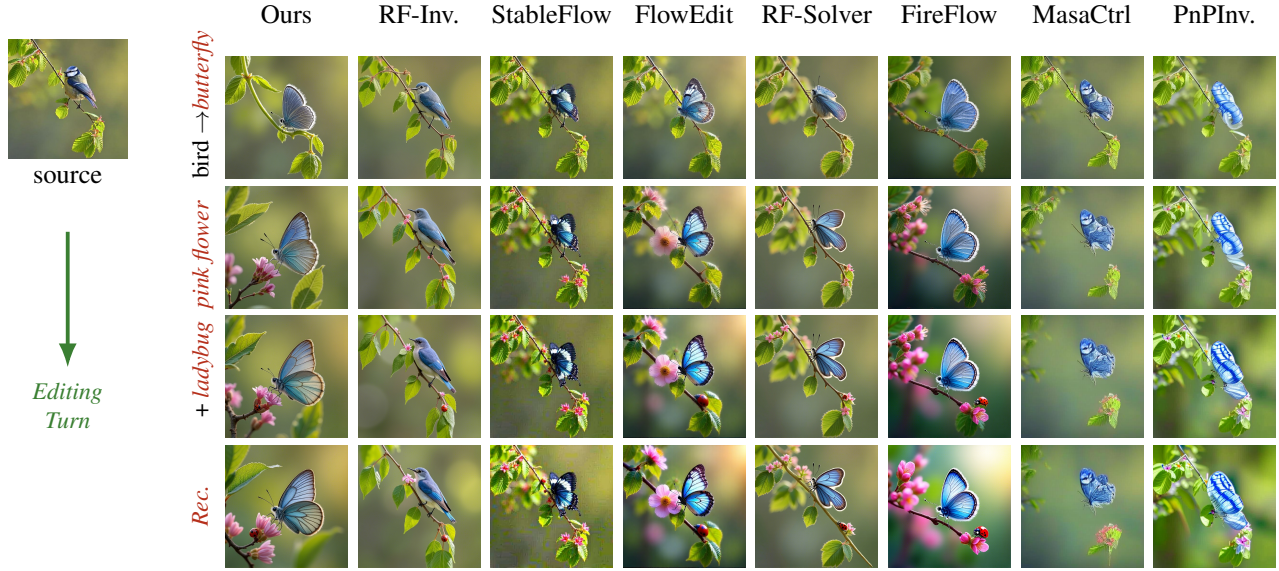 Ours RF-Inv. StableFlow FlowEdit RF-Solver FireFlow MasaCtrl PnPInv.
source
Editing
Turn
bird →butterfly
pink flower
+ ladybug
Rec.